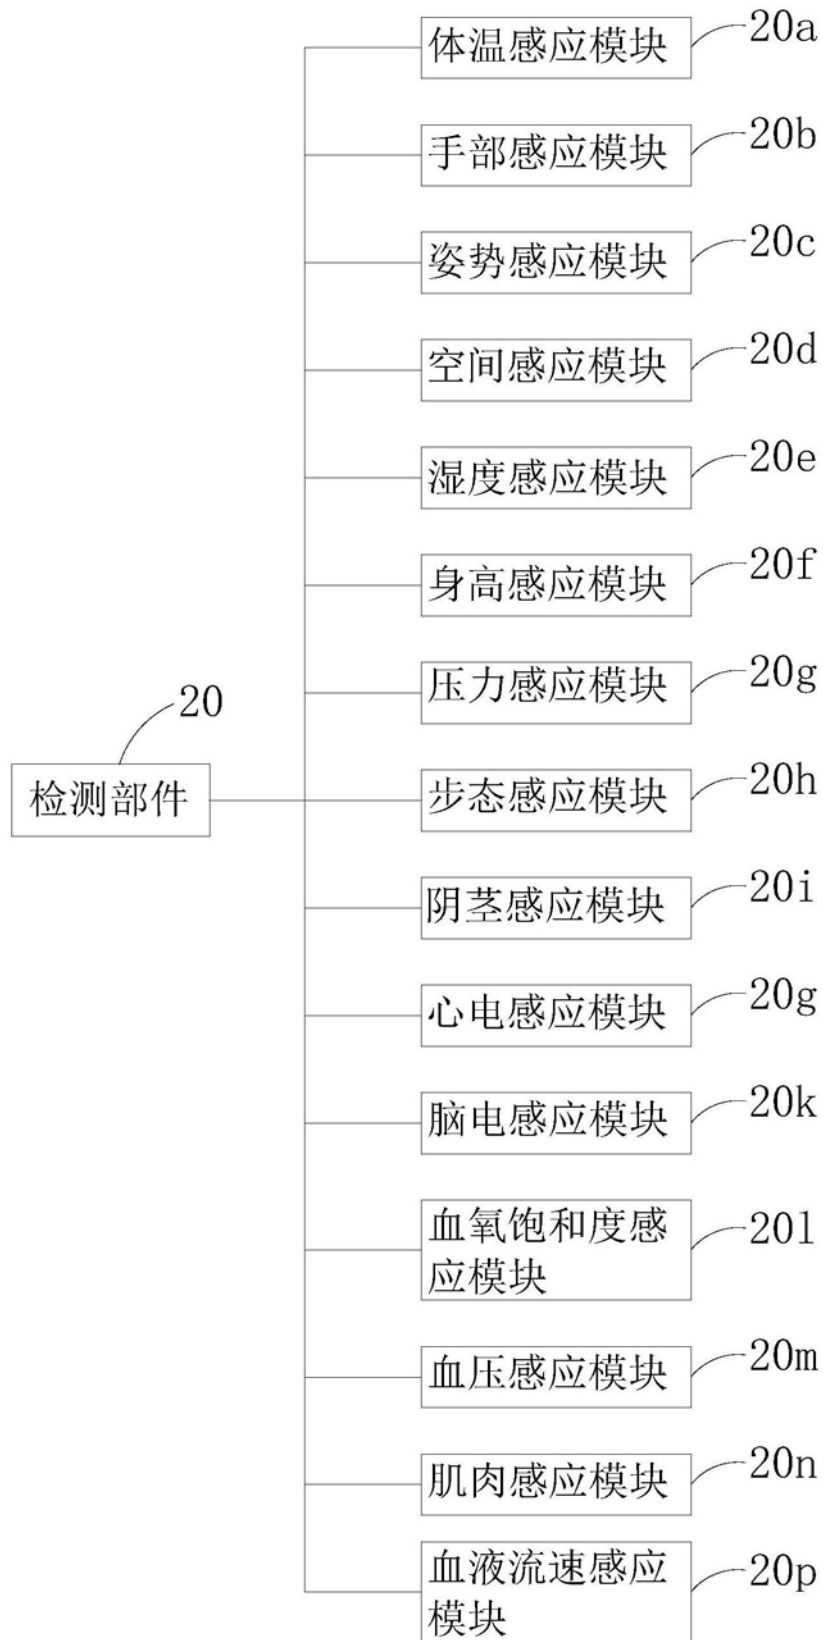 体温感应模块
20a
手部感应模块
20b
姿势感应模块
20c
空间感应模块
20d
湿度感应模块
20e
身高感应模块
20f
压力感应模块
20g
20
检测部件
步态感应模块
20h
阴茎感应模块
20i
心电感应模块
20g
脑电感应模块
20k
血氧饱和度感
应模块
20l
血压感应模块
20m
肌肉感应模块
20n
血液流速感应
模块
20p